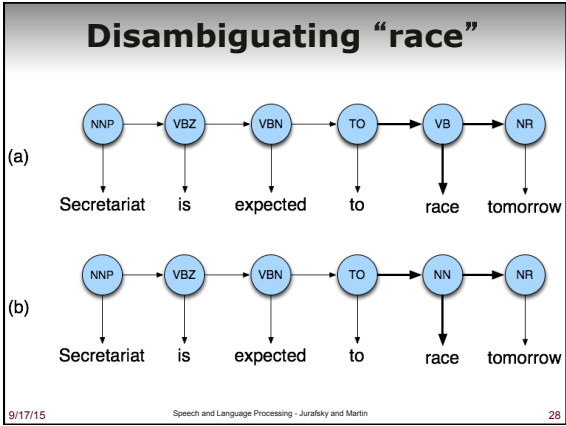 Disambiguating “race”
(a)
NNP VBZ VBN TO VB NR
Secretariat is expected to race tomorrow
(b)
NNP VBZ VBN TO NN NR
Secretariat is expected to race tomorrow
9/17/15 Speech and Language Processing - Jurafsky and Martin 28